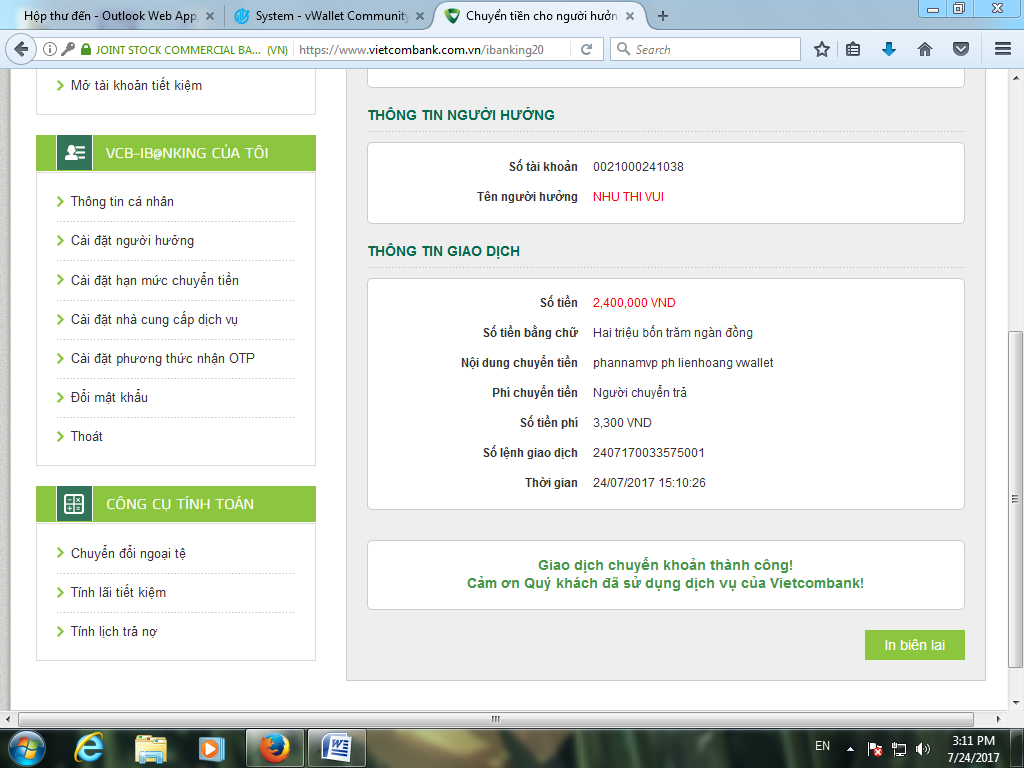 Hộp thư đến - Outlook Web App
System - vWallet Community
Chuyển tiền cho người hưởn
JOINT STOCK COMMERCIAL BA... (VN)
https://www.vietcombank.com.vn/ibanking20
Search
Mở tài khoản tiết kiệm
VCB-IB@NKING CỦA TÔI
Thông tin cá nhân
Cài đặt người hưởng
Cài đặt hạn mức chuyển tiền
Cài đặt nhà cung cấp dịch vụ
Cài đặt phương thức nhận OTP
Đổi mật khẩu
Thoát
CÔNG CỤ TÍNH TOÁN
Chuyển đổi ngoại tệ
Tính lãi tiết kiệm
Tính lịch trả nợ
THÔNG TIN NGƯỜI HƯỞNG
Số tài khoản 0021000241038
Tên người hưởng NHU THI VUI
THÔNG TIN GIAO DỊCH
Số tiền 2,400,000 VND
Số tiền bằng chữ Hai triệu bốn trăm ngàn đồng
Nội dung chuyển tiền phannamvp ph lienhoang vwallet
Phí chuyển tiền Người chuyển trả
Số tiền phí 3,300 VND
Số lệnh giao dịch 2407170033575001
Thời gian 24/07/2017 15:10:26
Giao dịch chuyển khoản thành công!
Cảm ơn Quý khách đã sử dụng dịch vụ của Vietcombank!
In biên lai
EN
3:11 PM
7/24/2017